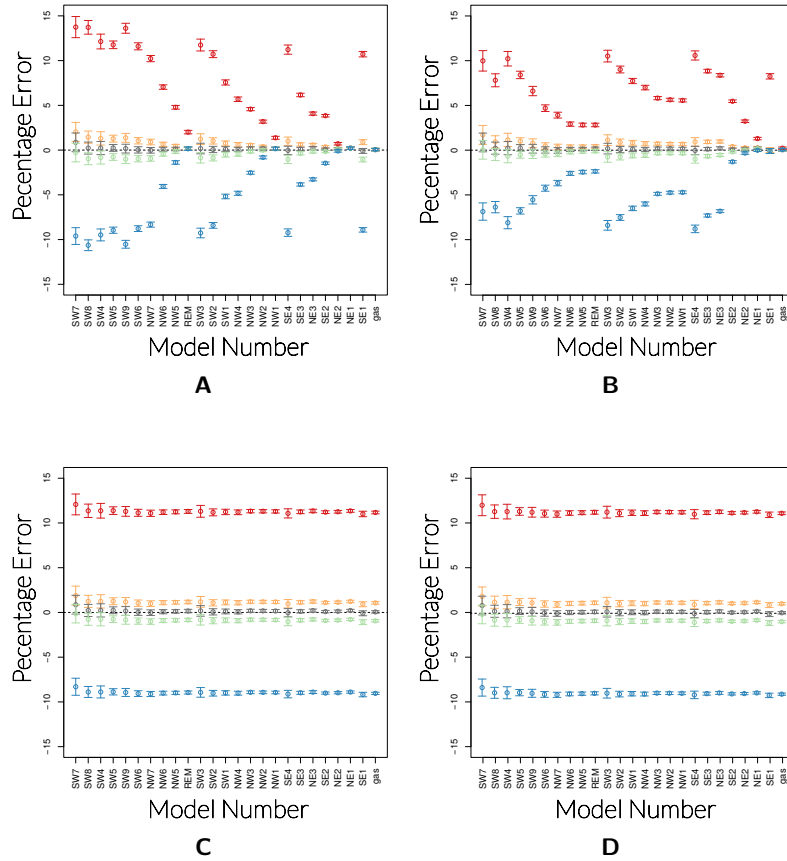 Pecentage Error
15
10
5
0
−5
−10
−15
SW7
SW8
SW4
SW5
SW9
SW6
NW7
NW6
NW5
REM
SW3
SW2
SW1
NW4
NW3
NW2
NW1
SE4
SE3
NE3
SE2
NE2
NE1
SE1
gas
Model Number
A
Pecentage Error
15
10
5
0
−5
−10
−15
SW7
SW8
SW4
SW5
SW9
SW6
NW7
NW6
NW5
REM
SW3
SW2
SW1
NW4
NW3
NW2
NW1
SE4
SE3
NE3
SE2
NE2
NE1
SE1
gas
Model Number
B
Pecentage Error
15
10
5
0
−5
−10
−15
SW7
SW8
SW4
SW5
SW9
SW6
NW7
NW6
NW5
REM
SW3
SW2
SW1
NW4
NW3
NW2
NW1
SE4
SE3
NE3
SE2
NE2
NE1
SE1
gas
Model Number
C
Pecentage Error
15
10
5
0
−5
−10
−15
SW7
SW8
SW4
SW5
SW9
SW6
NW7
NW6
NW5
REM
SW3
SW2
SW1
NW4
NW3
NW2
NW1
SE4
SE3
NE3
SE2
NE2
NE1
SE1
gas
Model Number
D